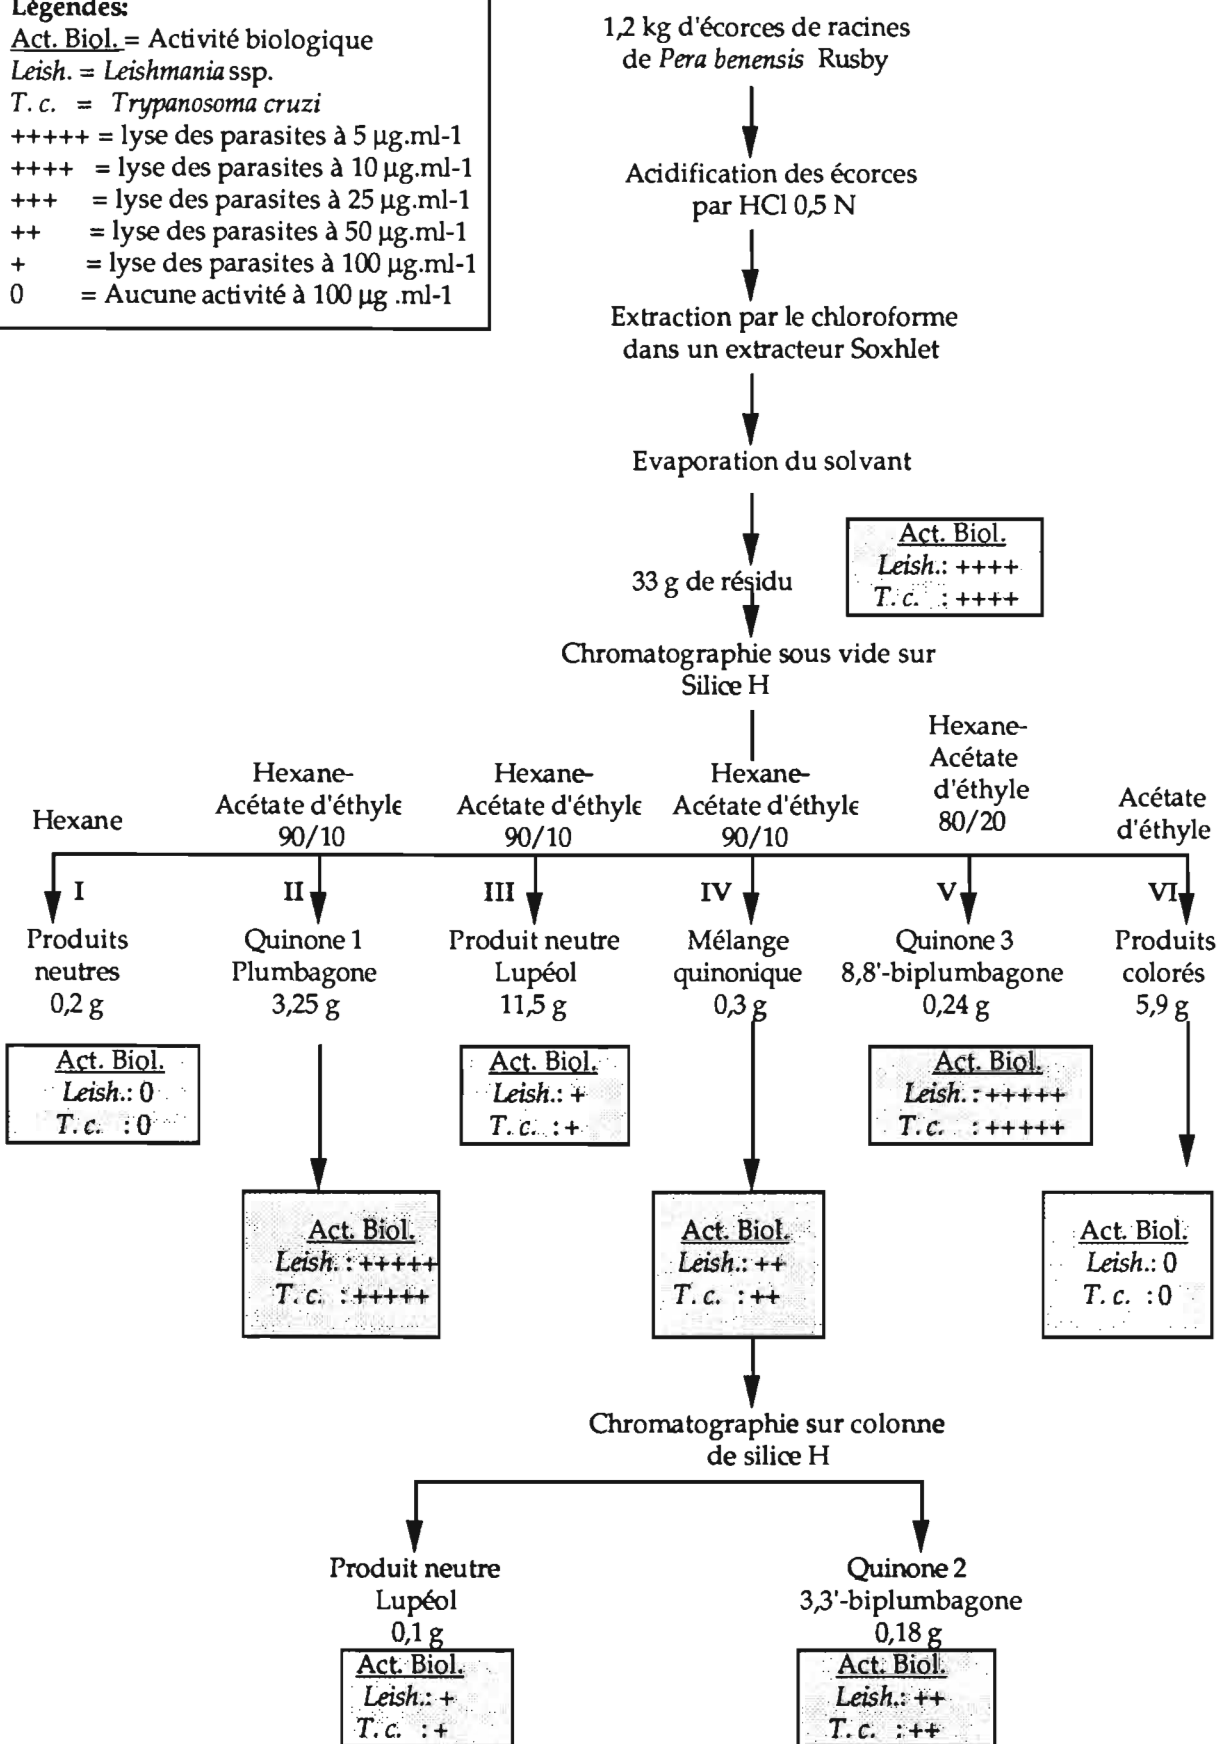 Légendes:
Act. Biol. = Activité biologique
Leish. = Leishmania ssp.
T. c. = Trypanosoma cruzi
+++++ = lyse des parasites à 5 µg.ml-1
++++ = lyse des parasites à 10 µg.ml-1
+++ = lyse des parasites à 25 µg.ml-1
++ = lyse des parasites à 50 µg.ml-1
+ = lyse des parasites à 100 µg.ml-1
0 = Aucune activité à 100 µg .ml-1
1,2 kg d'écorces de racines
de Pera benensis Rusby
Acidification des écorces
par HCl 0,5 N
Extraction par le chloroforme
dans un extracteur Soxhlet
Evaporation du solvant
33 g de résidu
Act. Biol.
Leish.: ++++
T. c. : ++++
Chromatographie sous vide sur
Silice H
Hexane
Hexane-
Acétate d'éthyle
90/10
Hexane-
Acétate d'éthyle
90/10
Hexane-
Acétate d'éthyle
90/10
Hexane-
Acétate
d'éthyle
80/20
Acétate
d'éthyle
I
II
III
IV
V
VI
Produits
neutres
0,2 g
Quinone 1
Plumbagone
3,25 g
Produit neutre
Lupéol
11,5 g
Mélange
quinonique
0,3 g
Quinone 3
8,8'-biplumbagone
0,24 g
Produits
colorés
5,9 g
Act. Biol.
Leish.: 0
T. c. : 0
Act. Biol.
Leish.: +
T. c. : +
Act. Biol.
Leish. : +++++
T. c. : +++++
Act. Biol.
Leish. : +++++
T. c. : +++++
Act. Biol.
Leish.: ++
T. c. : ++
Act. Biol.
Leish.: 0
T. c. : 0
Chromatographie sur colonne
de silice H
Produit neutre
Lupéol
0,1 g
Act. Biol.
Leish.: +
T. c. : +
Quinone 2
3,3'-biplumbagone
0,18 g
Act. Biol.
Leish.: ++
T. c. : ++